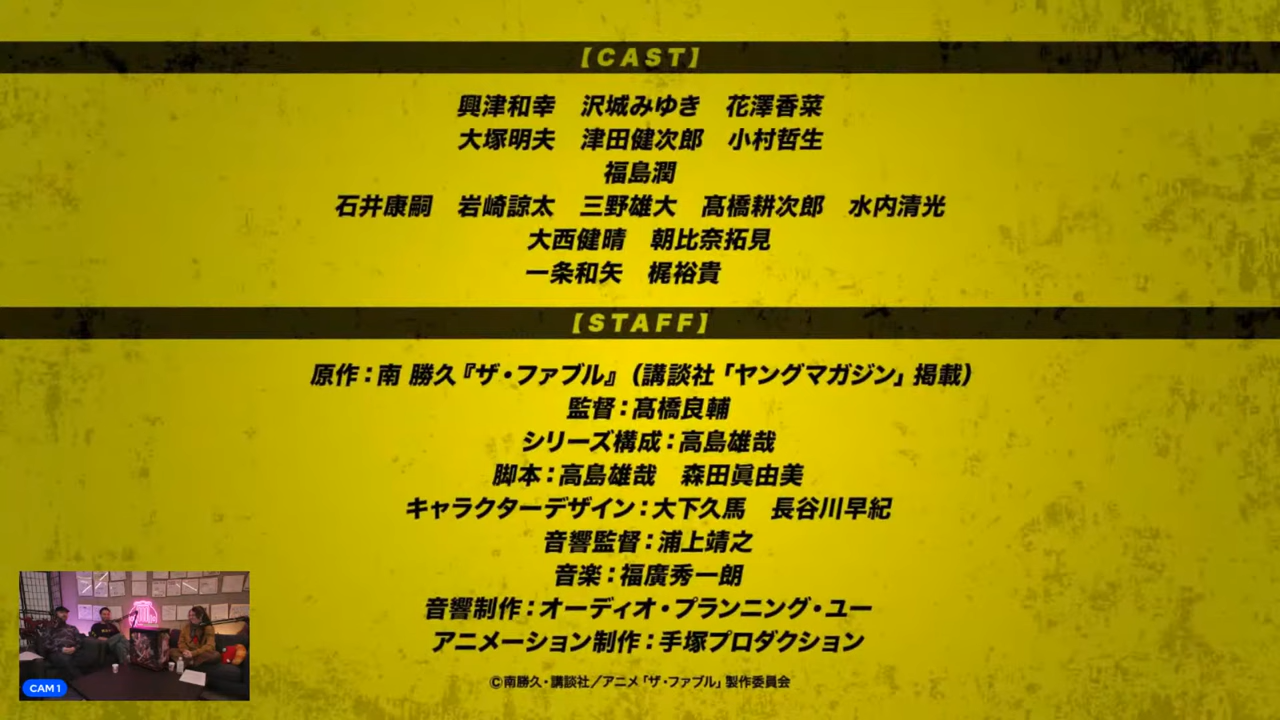 【CAST】
興津和幸　沢城みゆき　花澤香菜
大塚明夫　津田健次郎　小村哲生
福島潤
石井康嗣　岩崎諒太　三野雄大　髙橋耕次郎　水内清光
大西健晴　朝比奈拓見
一条和矢　梶裕貴
【STAFF】
原作：南 勝久『ザ・ファブル』（講談社「ヤングマガジン」掲載）
監督：髙橋良輔
シリーズ構成：高島雄哉
脚本：高島雄哉　森田眞由美
キャラクターデザイン：大下久馬　長谷川早紀
音響監督：浦上靖之
音楽：福廣秀一朗
音響制作：オーディオ・プランニング・ユー
アニメーション制作：手塚プロダクション
©南勝久・講談社／アニメ「ザ・ファブル」製作委員会
CAM 1